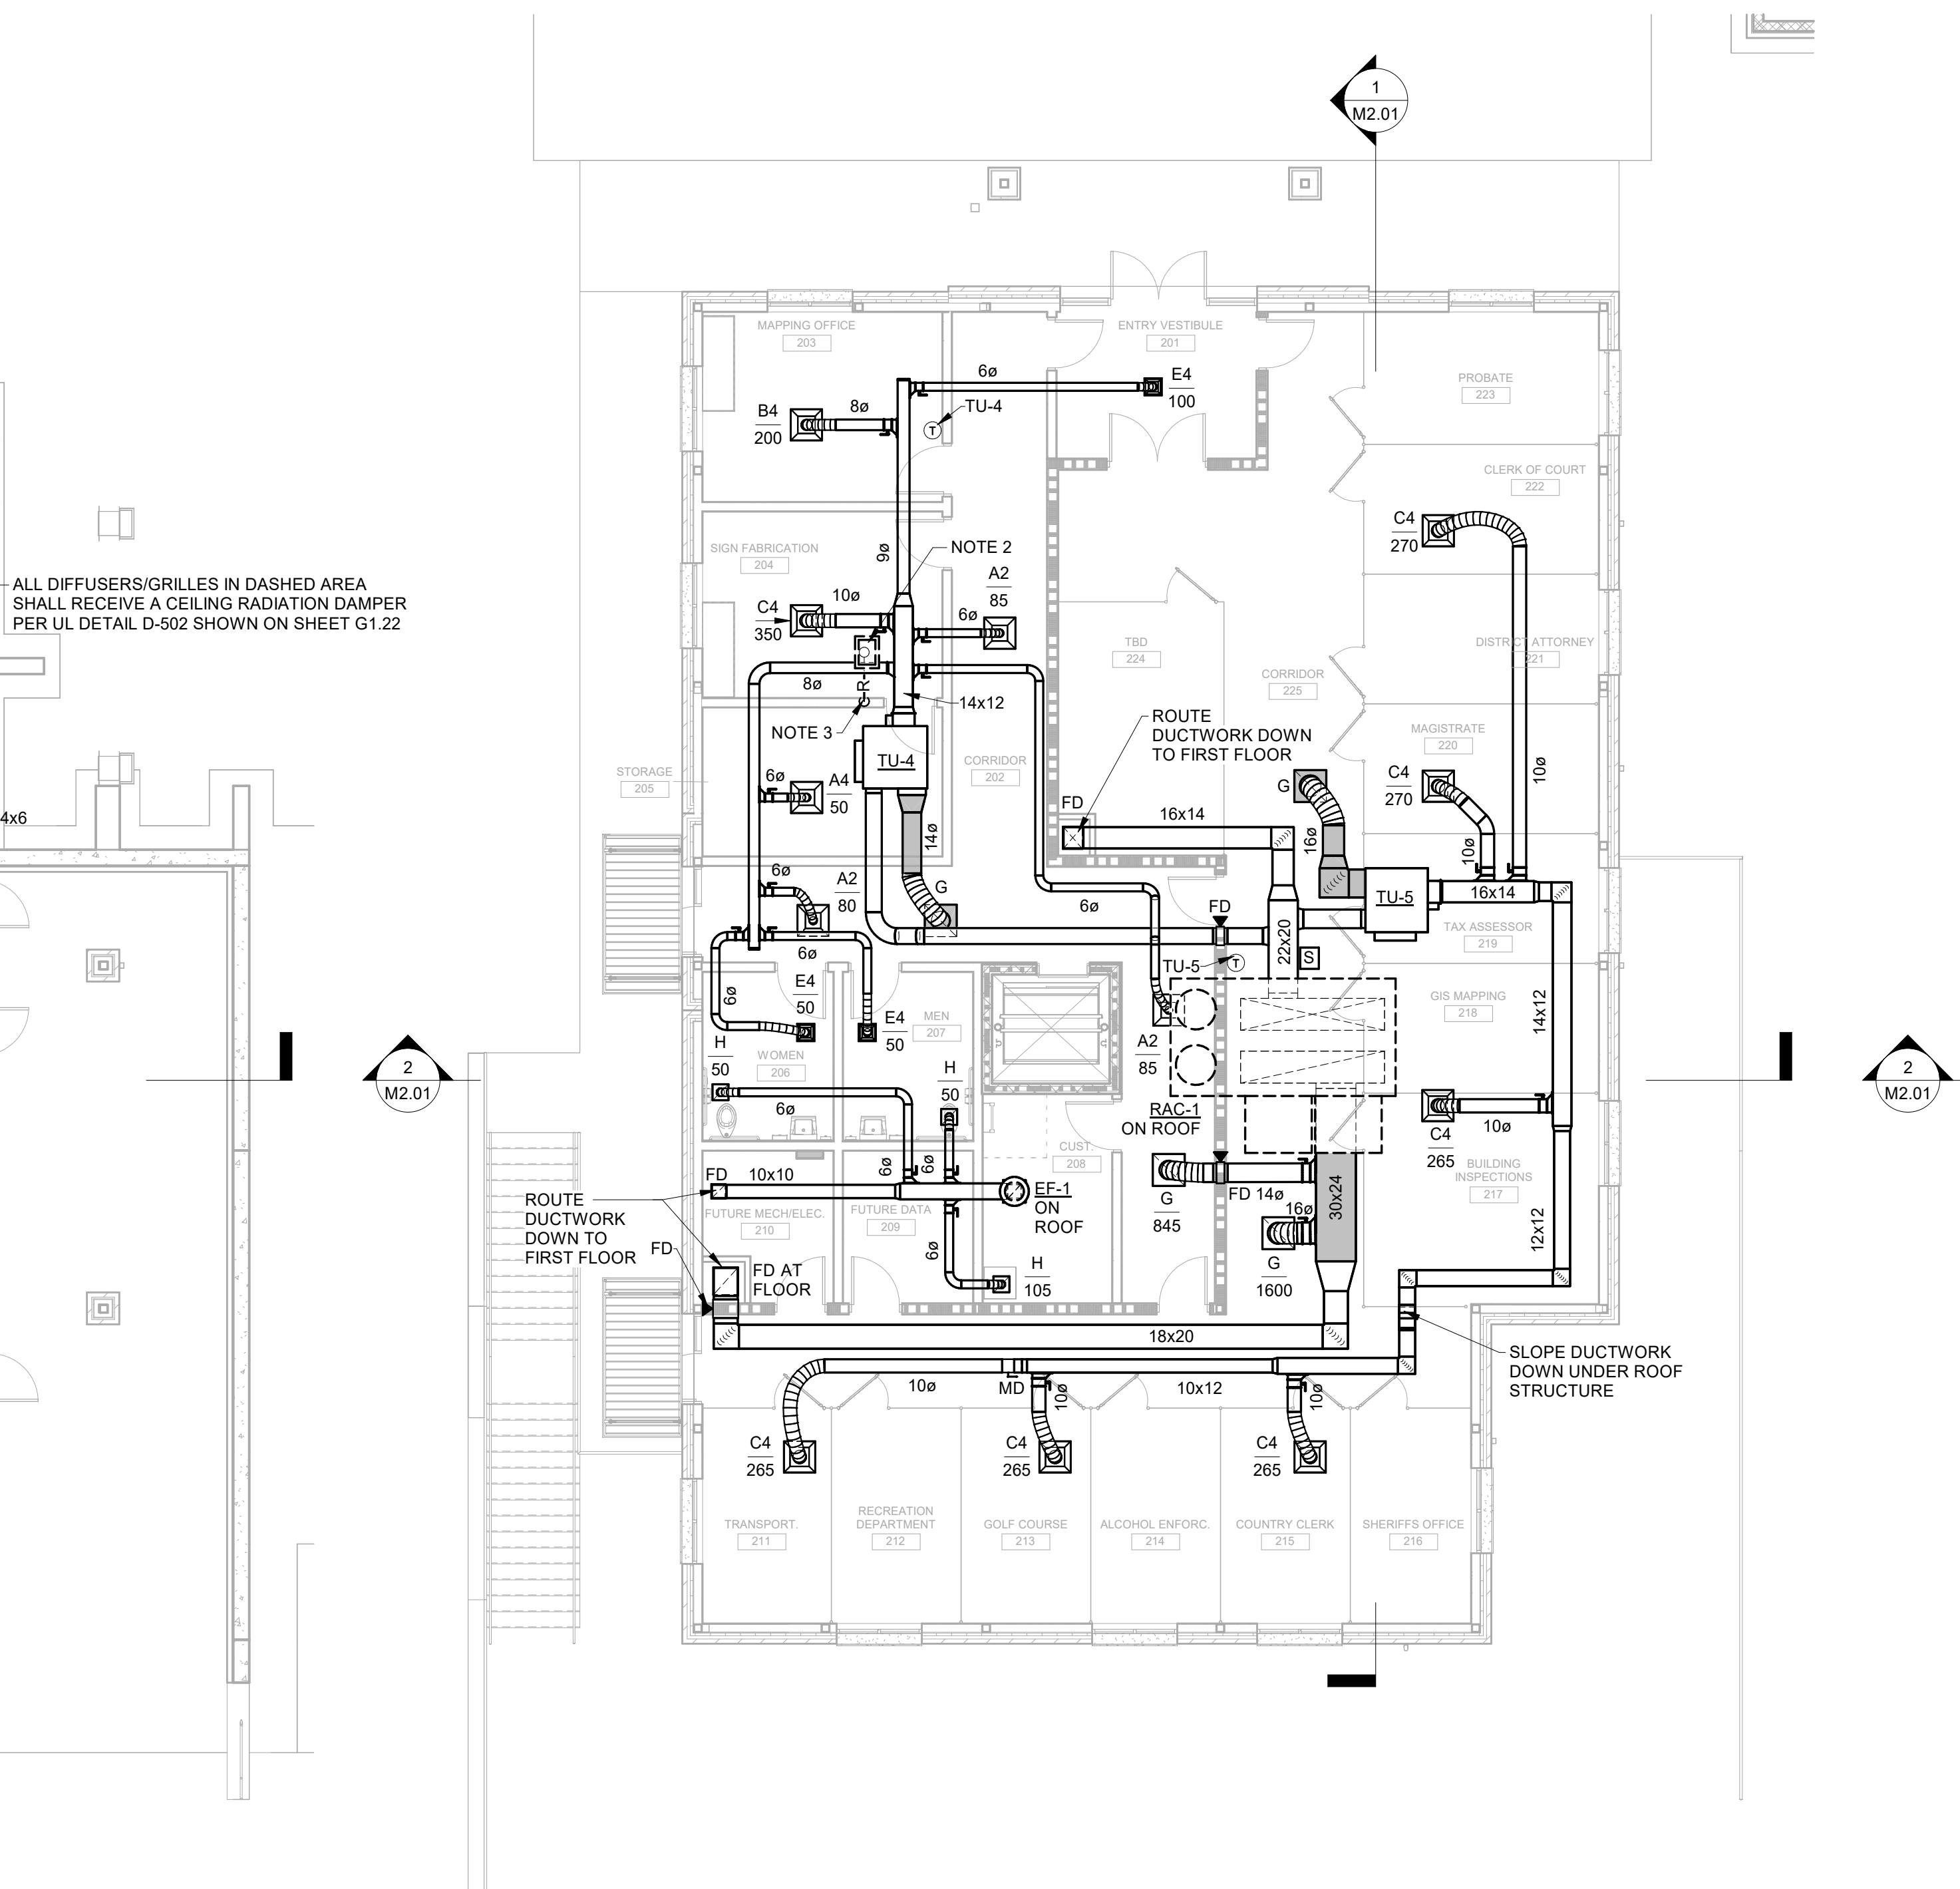 1
M2.01
MAPPING OFFICE
203
ENTRY VESTIBULE
201
6ø
E4
100
B4
200
8ø
TU-4
PROBATE
223
CLERK OF COURT
222
C4
270
SIGN FABRICATION
204
9ø
NOTE 2
A2
85
ALL DIFFUSERS/GRILLES IN DASHED AREA
SHALL RECEIVE A CEILING RADIATION DAMPER
PER UL DETAIL D-502 SHOWN ON SHEET G1.22
10ø
C4
350
6ø
T
TBD
224
DISTRICT ATTORNEY
221
CORRIDOR
225
8ø
R
14x12
NOTE 3
ROUTE
DUCTWORK DOWN
TO FIRST FLOOR
MAGISTRATE
220
TU-4
CORRIDOR
202
STORAGE
205
6ø
A4
50
G
C4
270
10ø
4x6
FD
16x14
14ø
16ø
10ø
6ø
A2
80
G
6ø
FD
16x14
TU-5
TAX ASSESSOR
219
22x20
S
6ø
TU-5
T
6ø
E4
50
E4
50
MEN
207
GIS MAPPING
218
14x12
2
M2.01
H
50
WOMEN
206
A2
85
H
50
6ø
RAC-1
ON ROOF
C4
265
10ø
2
M2.01
CUST.
208
BUILDING
INSPECTIONS
217
6ø
6ø
FD
10x10
EF-1
ON
ROOF
G
845
FD 14ø
16ø
30x24
ROUTE
DUCTWORK
DOWN TO
FIRST FLOOR
FUTURE MECH/ELEC.
210
FUTURE DATA
209
FD
FD AT
FLOOR
6ø
H
105
G
1600
12x12
18x20
SLOPE DUCTWORK
DOWN UNDER ROOF
STRUCTURE
10ø
MD
10ø
10x12
10ø
C4
265
C4
265
C4
265
TRANSPORT.
211
RECREATION
DEPARTMENT
212
GOLF COURSE
213
ALCOHOL ENFORC.
214
COUNTRY CLERK
215
SHERIFFS OFFICE
216